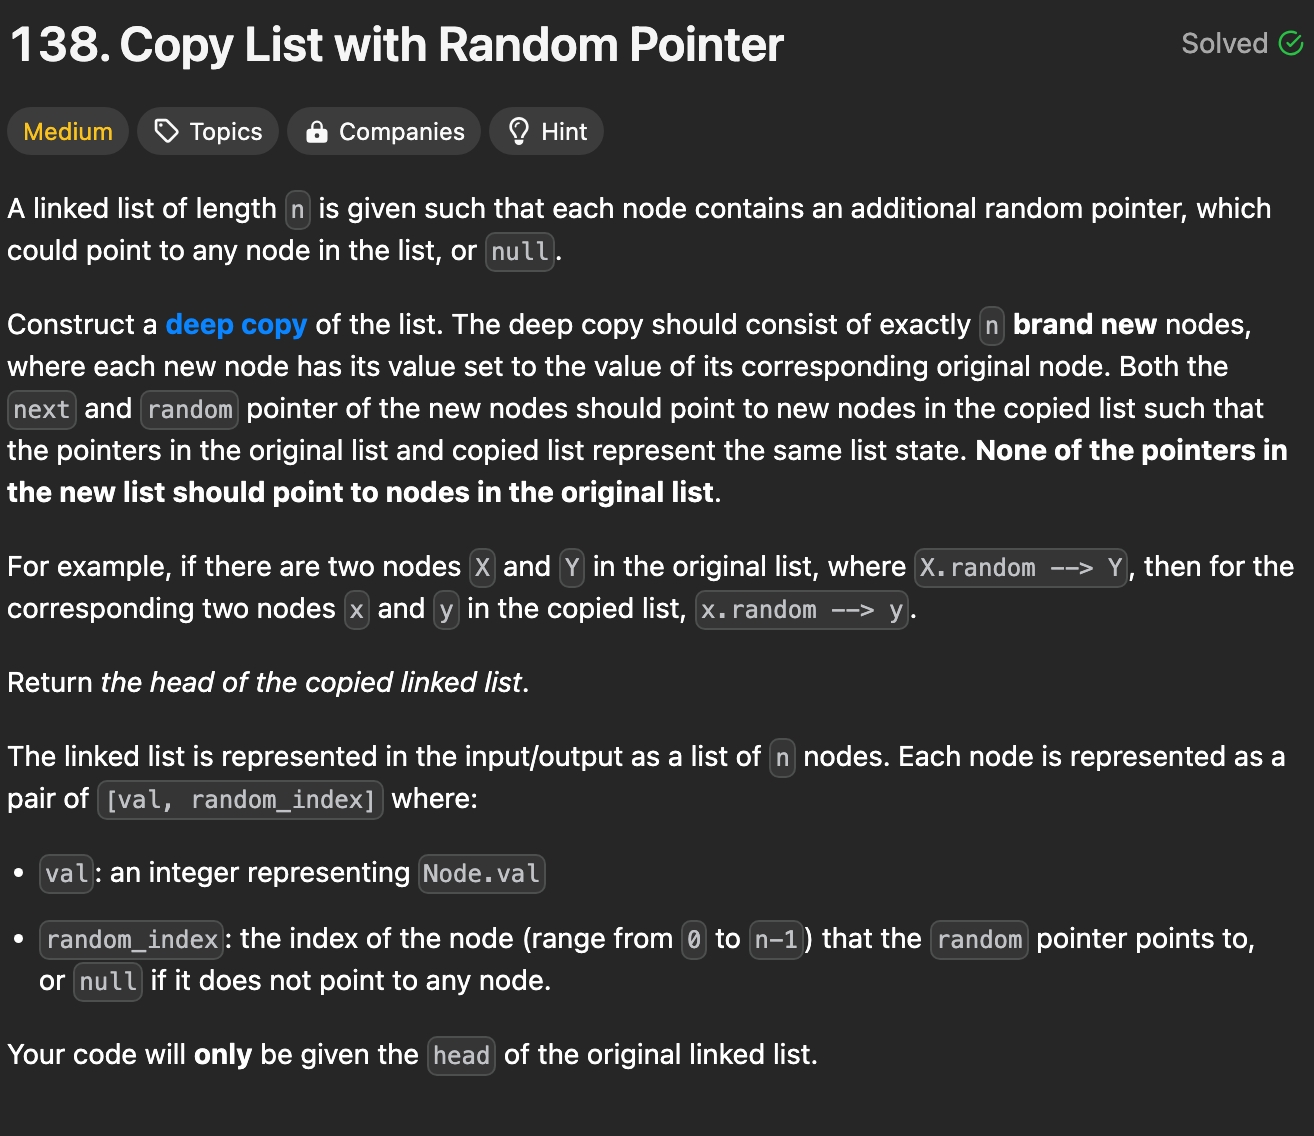 138. Copy List with Random Pointer
Solved
Medium
Topics
Companies
Hint
A linked list of length n is given such that each node contains an additional random pointer, which
could point to any node in the list, or null.
Construct a deep copy of the list. The deep copy should consist of exactly n brand new nodes,
where each new node has its value set to the value of its corresponding original node. Both the
next and random pointer of the new nodes should point to new nodes in the copied list such that
the pointers in the original list and copied list represent the same list state. None of the pointers in
the new list should point to nodes in the original list.
For example, if there are two nodes X and Y in the original list, where X.random --> Y, then for the
corresponding two nodes x and y in the copied list, x.random --> y.
Return the head of the copied linked list.
The linked list is represented in the input/output as a list of n nodes. Each node is represented as a
pair of [val, random_index] where:
• val: an integer representing Node.val
• random_index: the index of the node (range from 0 to n-1) that the random pointer points to,
or null if it does not point to any node.
Your code will only be given the head of the original linked list.